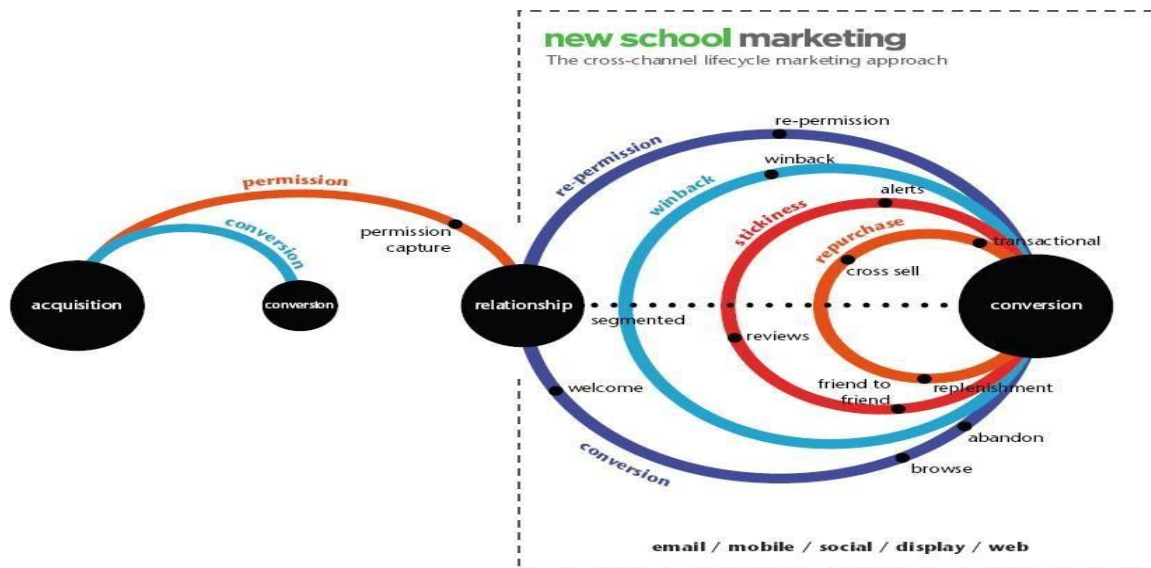 new school marketing
The cross-channel lifecycle marketing approach
re-permission
re-permission
winback
winback
permission
alerts
stickiness
conversion
repurchase
permission
capture
transactional
cross sell
acquisition
conversion
relationship
conversion
segmented
reviews
welcome
friend to
friend
replenishment
abandon
conversion
browse
email / mobile / social / display / web